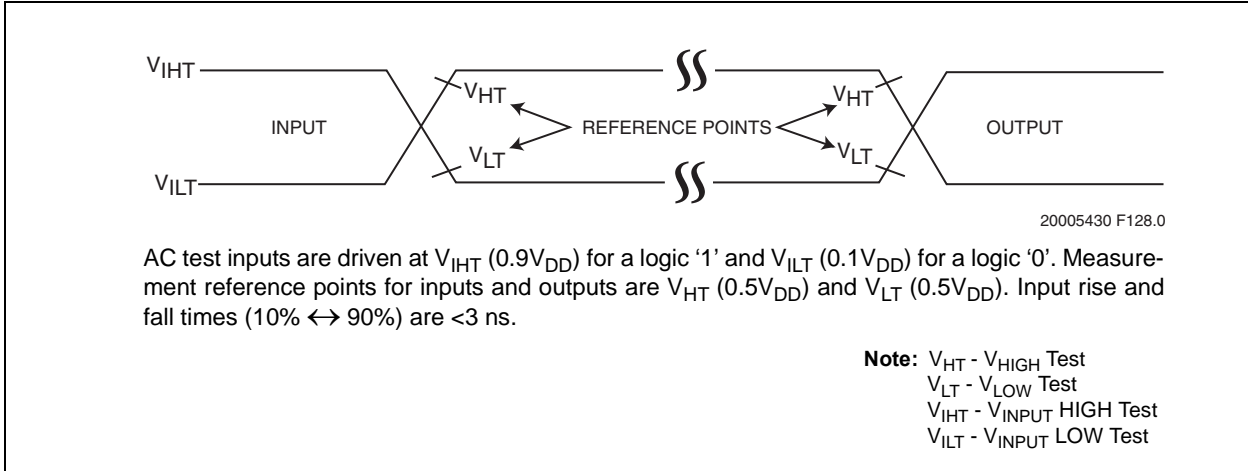 VIHT
VHT
VHT
INPUT
REFERENCE POINTS
OUTPUT
VLT
VLT
VILT
20005430 F128.0
AC test inputs are driven at VIHT (0.9VDD) for a logic ‘1’ and VILT (0.1VDD) for a logic ‘0’. Measure-
ment reference points for inputs and outputs are VHT (0.5VDD) and VLT (0.5VDD). Input rise and
fall times (10% ↔ 90%) are <3 ns.
Note: VHT - VHIGH Test
VLT - VLOW Test
VIHT - VINPUT HIGH Test
VILT - VINPUT LOW Test